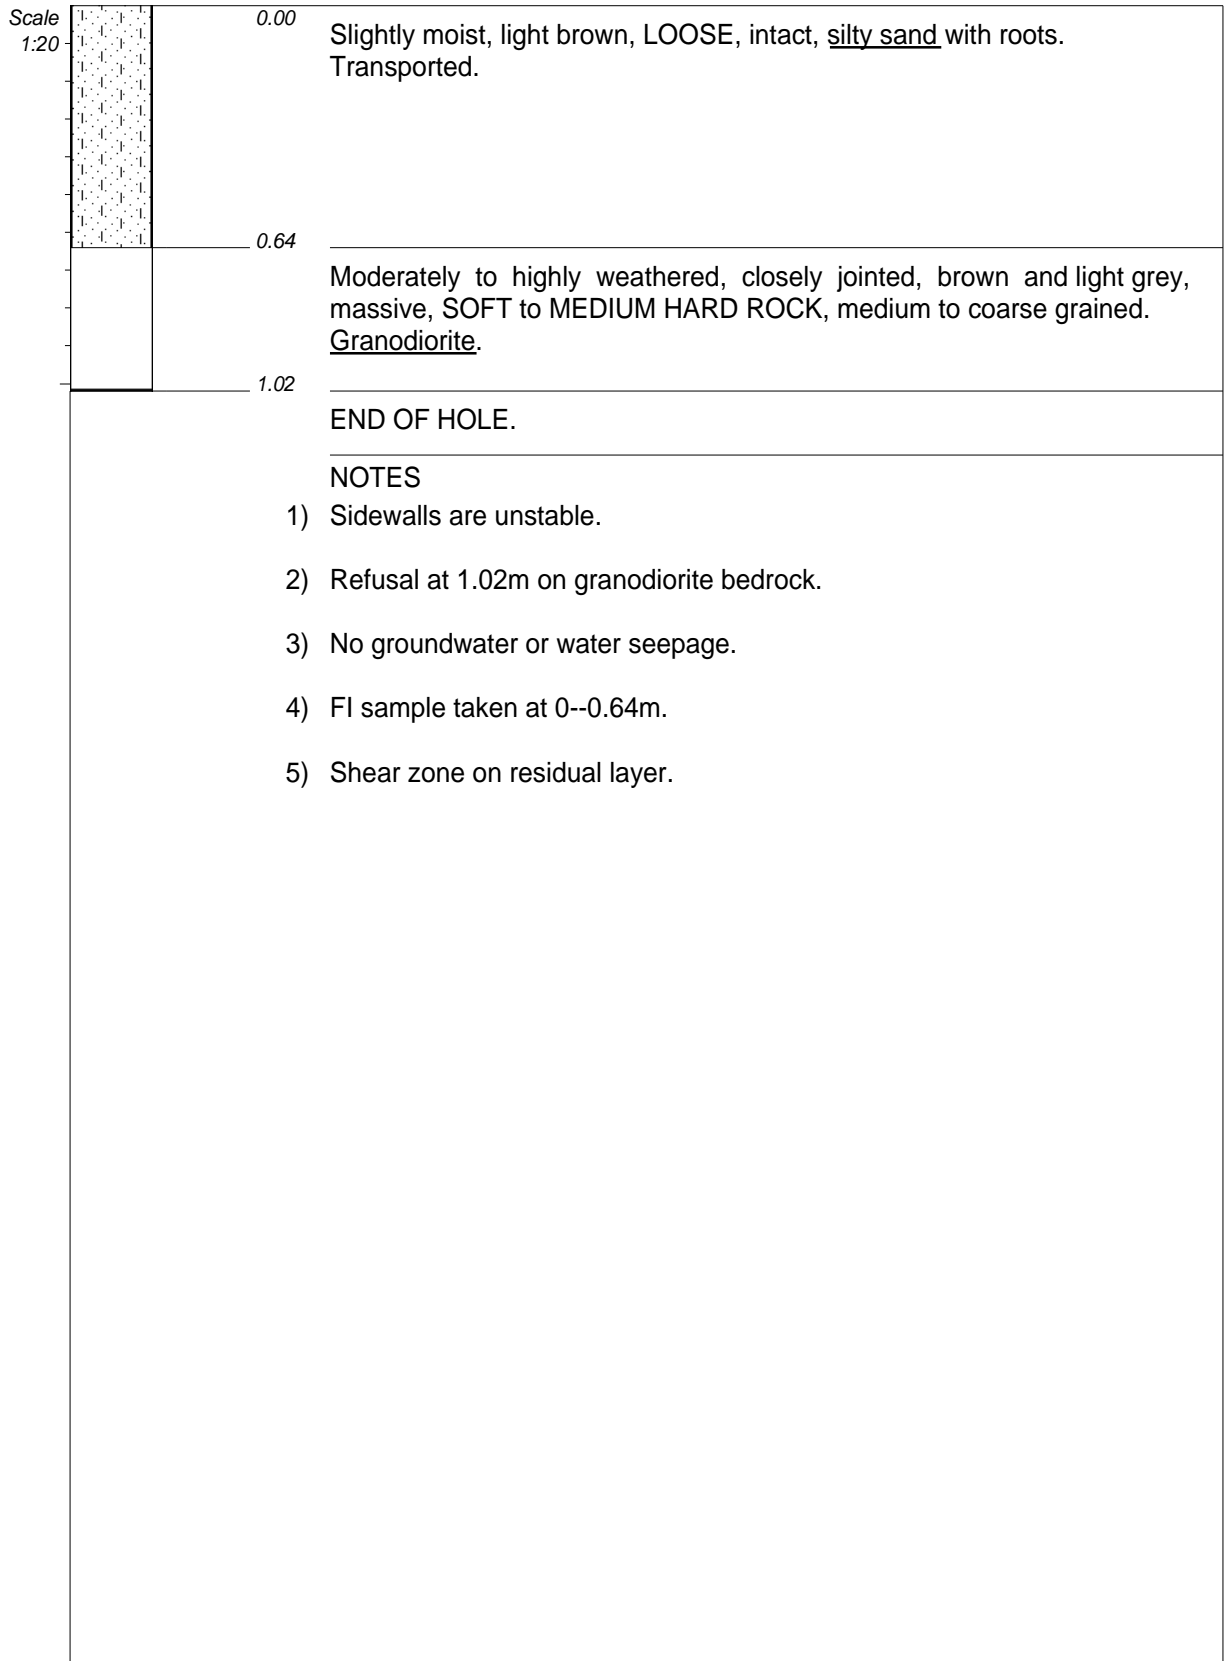 Scale
1:20
0.00
Slightly moist, light brown, LOOSE, intact, silty sand with roots.
Transported.
0.64
Moderately to highly weathered, closely jointed, brown and light grey,
massive, SOFT to MEDIUM HARD ROCK, medium to coarse grained.
Granodiorite.
1.02
END OF HOLE.
NOTES
1) Sidewalls are unstable.
2) Refusal at 1.02m on granodiorite bedrock.
3) No groundwater or water seepage.
4) FI sample taken at 0--0.64m.
5) Shear zone on residual layer.